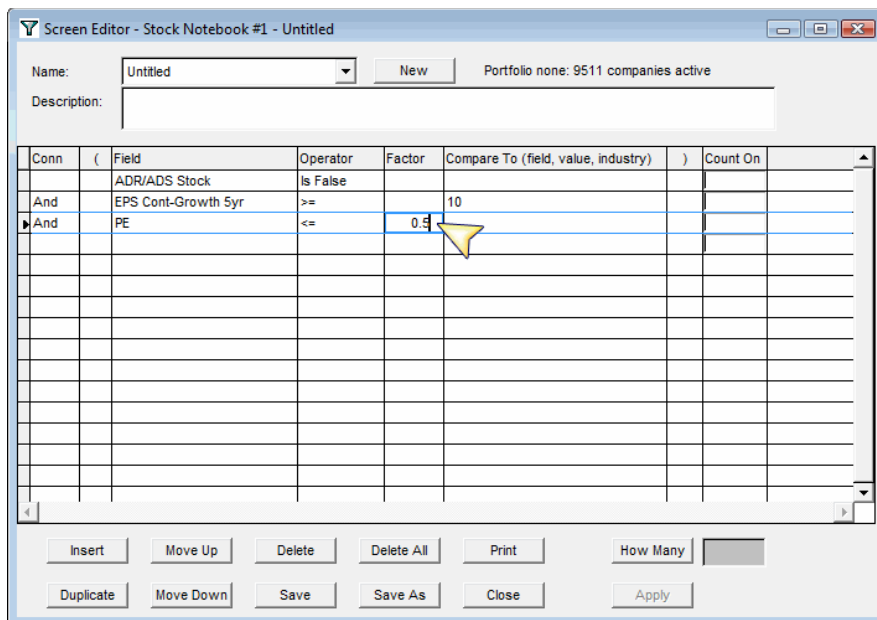 Screen Editor - Stock Notebook #1 - Untitled
Name: Untitled New Portfolio none: 9511 companies active
Description:
Conn ( Field Operator Factor Compare To (field, value, industry) ) Count On
ADR/ADS Stock Is False
And EPS Cont-Growth 5yr >= 10
And PE <= 0.5
Insert Move Up Delete Delete All Print How Many
Duplicate Move Down Save Save As Close Apply